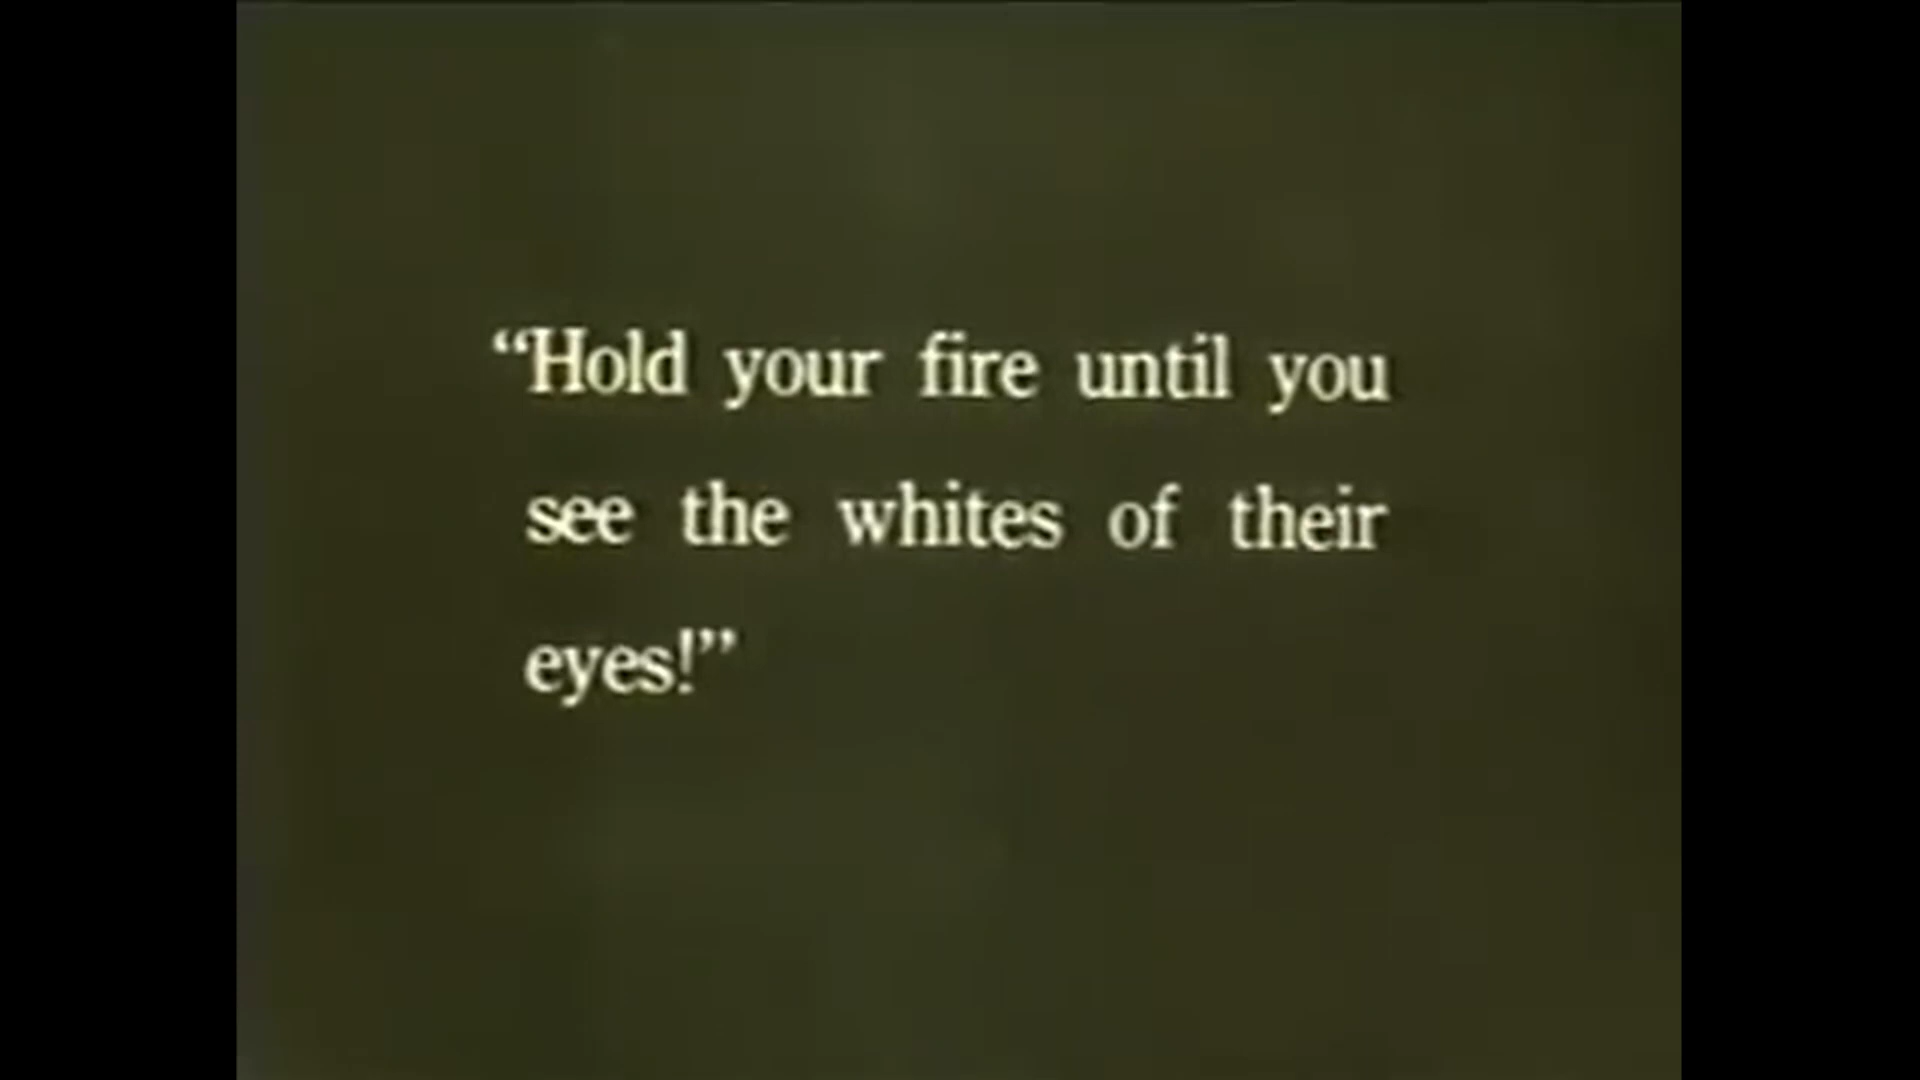 “Hold your fire until you
see the whites of their
eyes!”